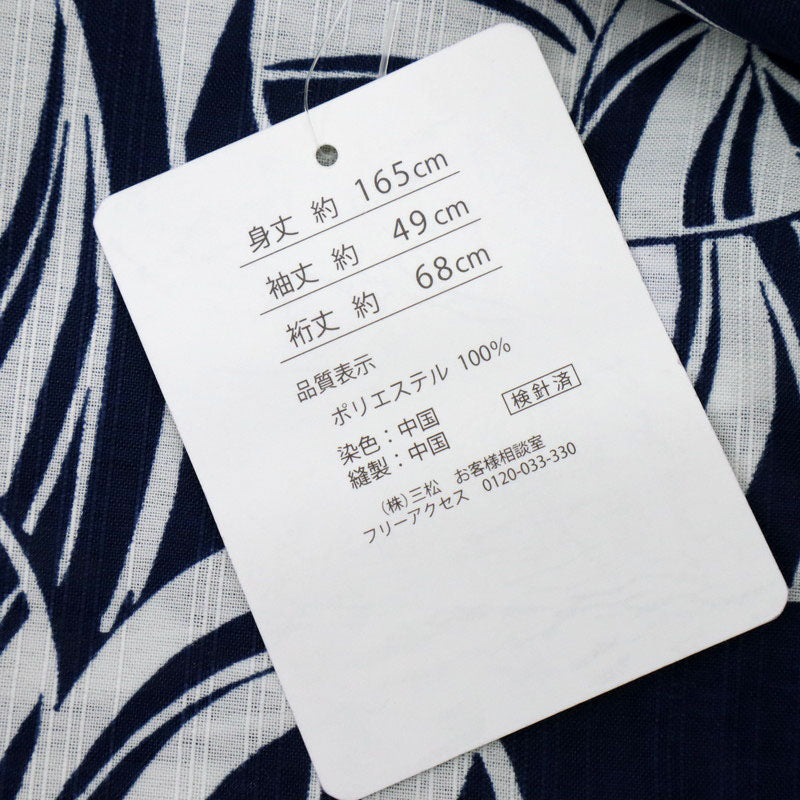 身丈 約 165cm
袖丈 約 49cm
裄丈 約 68cm
品質表示
ポリエステル 100%
染色：中国
縫製：中国
検針済
(株)三松 お客様相談室
フリーアクセス 0120-033-330